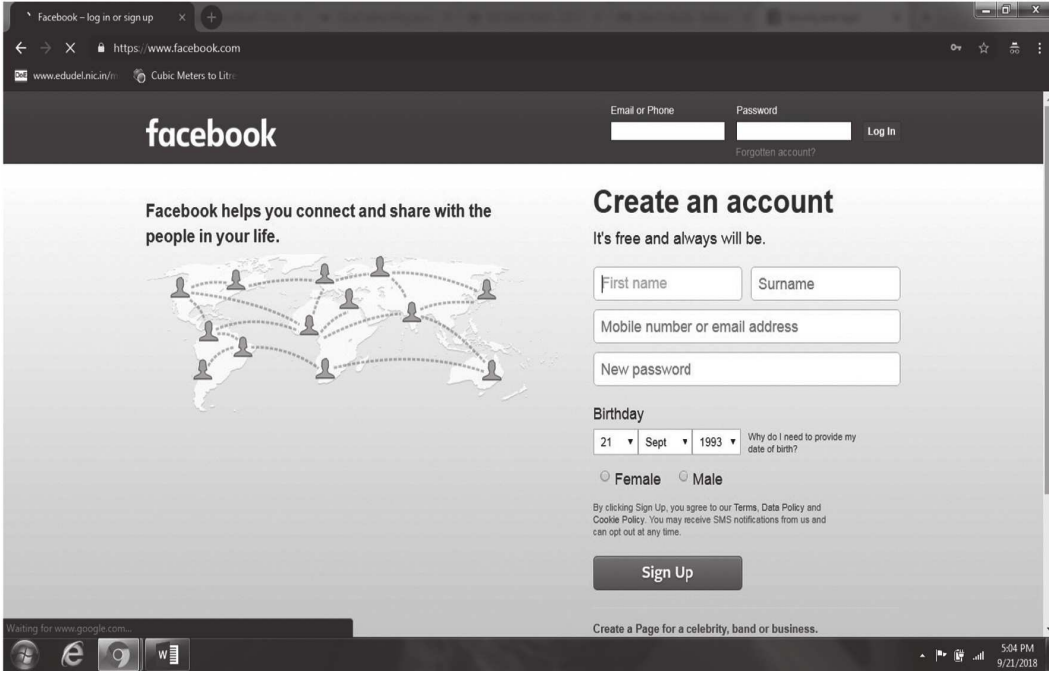 Facebook – log in or sign up
https://www.facebook.com
www.edudel.nic.in/m
Cubic Meters to Litre
facebook
Email or Phone
Password
Log In
Forgotten account?
Facebook helps you connect and share with the
people in your life.
Create an account
It's free and always will be.
First name
Surname
Mobile number or email address
New password
Birthday
21 Sept 1993
Why do I need to provide my
date of birth?
Female Male
By clicking Sign Up, you agree to our Terms, Data Policy and
Cookie Policy. You may receive SMS notifications from us and
can opt out at any time.
Sign Up
Create a Page for a celebrity, band or business.
Waiting for www.google.com...
5:04 PM
9/21/2018